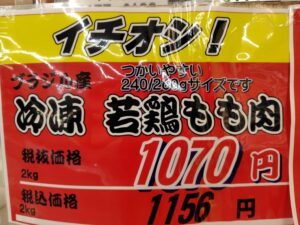 イチオシ!
ブラジル産
つかいやすい
240/260gサイズです
冷凍 若鶏もも肉
税抜価格
2kg
1070円
税込価格
2kg
1156円